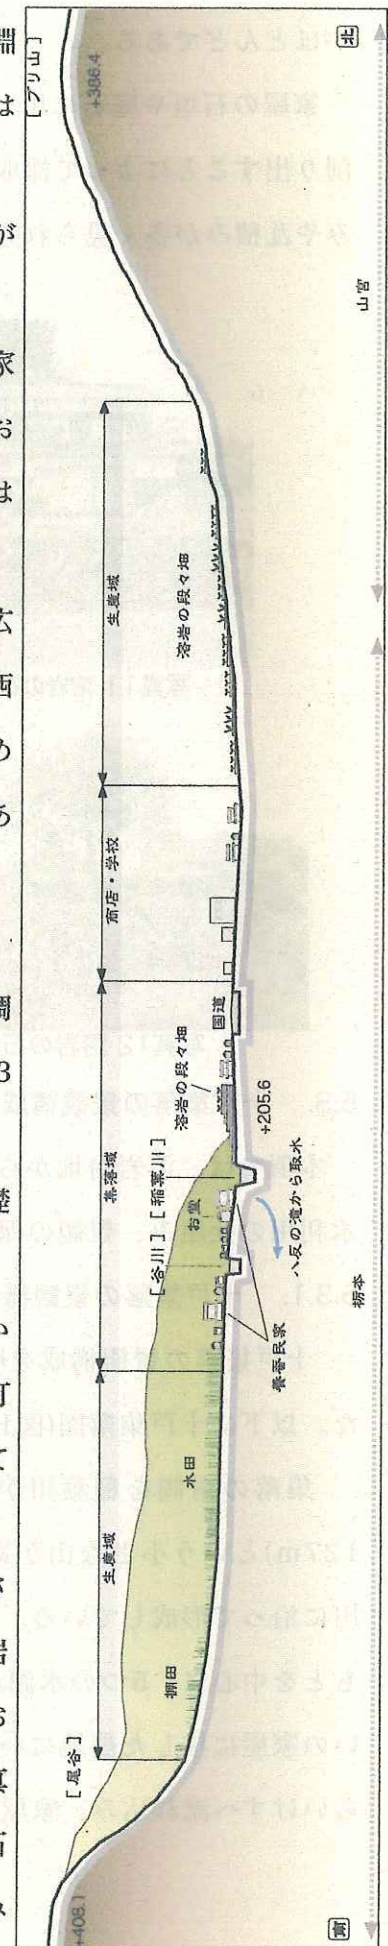 [尾谷]
+408.1
生産域
棚田
水田
集落域
[谷川]
[稲葉川]
お堂
養蚕民家
八反の滝から取水
+205.6
溶岩の段々畑
国道
商店・学校
生産域
溶岩の段々畑
[ブリ山]
+386.4
南
栃本
山宮
北